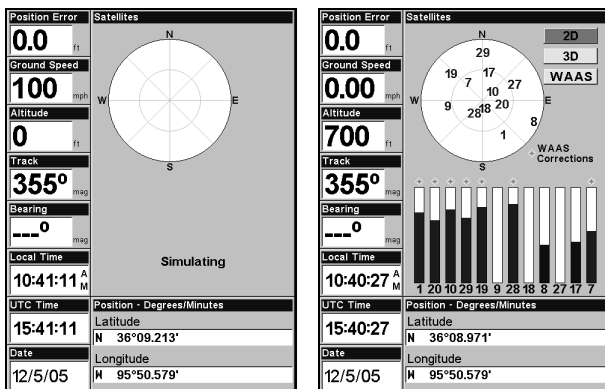 Position Error
0.0 ft
Ground Speed
100 mph
Altitude
0 ft
Track
355º mag
Bearing
---º mag
Local Time
10:41:11 AM
UTC Time
15:41:11
Date
12/5/05
Satellites
N
W E
S
Simulating
Position - Degrees/Minutes
Latitude
N 36º09.213'
Longitude
W 95º50.579'
Position Error
0.0 ft
Ground Speed
0.00 mph
Altitude
700 ft
Track
355º mag
Bearing
---º mag
Local Time
10:40:27 AM
UTC Time
15:40:27
Date
12/5/05
Satellites
N
29
19 17
7 27
10
W 9 18 20 E
28
8
1
S
2D
3D
WAAS
+ WAAS
Corrections
+ + + + + + +
1 20 10 29 19 9 28 18 8 27 17 7
Position - Degrees/Minutes
Latitude
N 36º08.971'
Longitude
W 95º50.579'